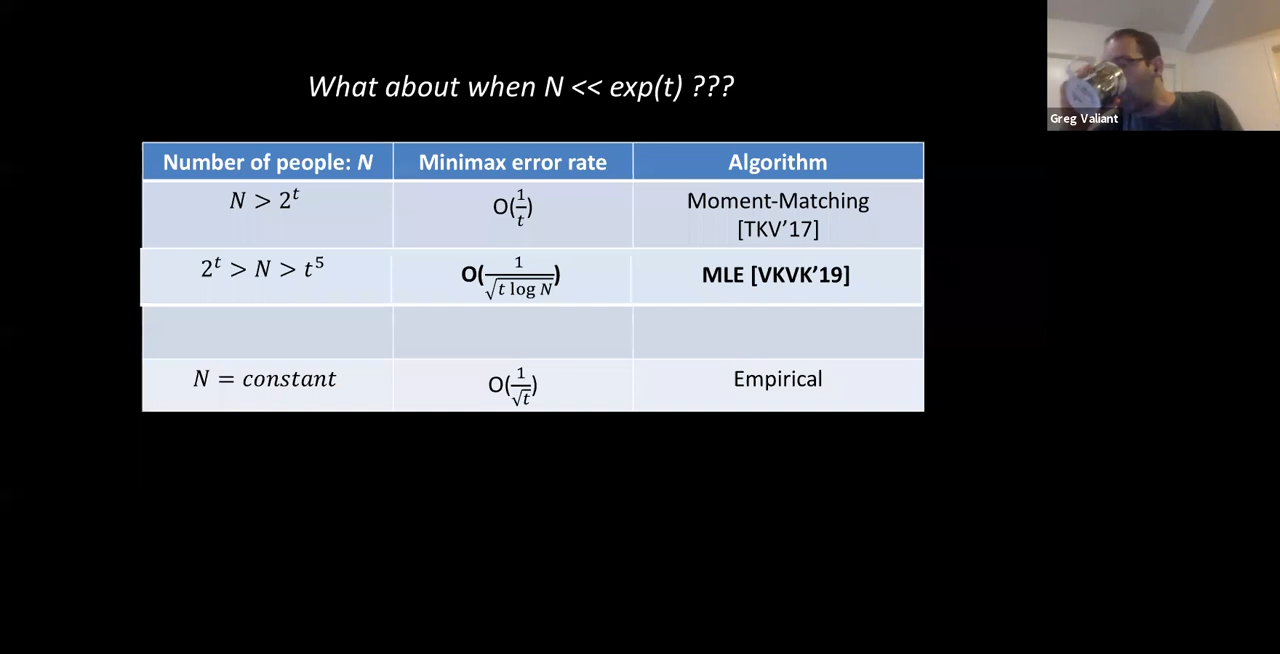 What about when N << exp(t) ???
Greg Valiant
Number of people: N Minimax error rate Algorithm
N > 2^t O(1/t) Moment-Matching
[TKV'17]
2^t > N > t^5 O(1/√(t log N)) MLE [VKVK'19]
N = constant O(1/√t) Empirical